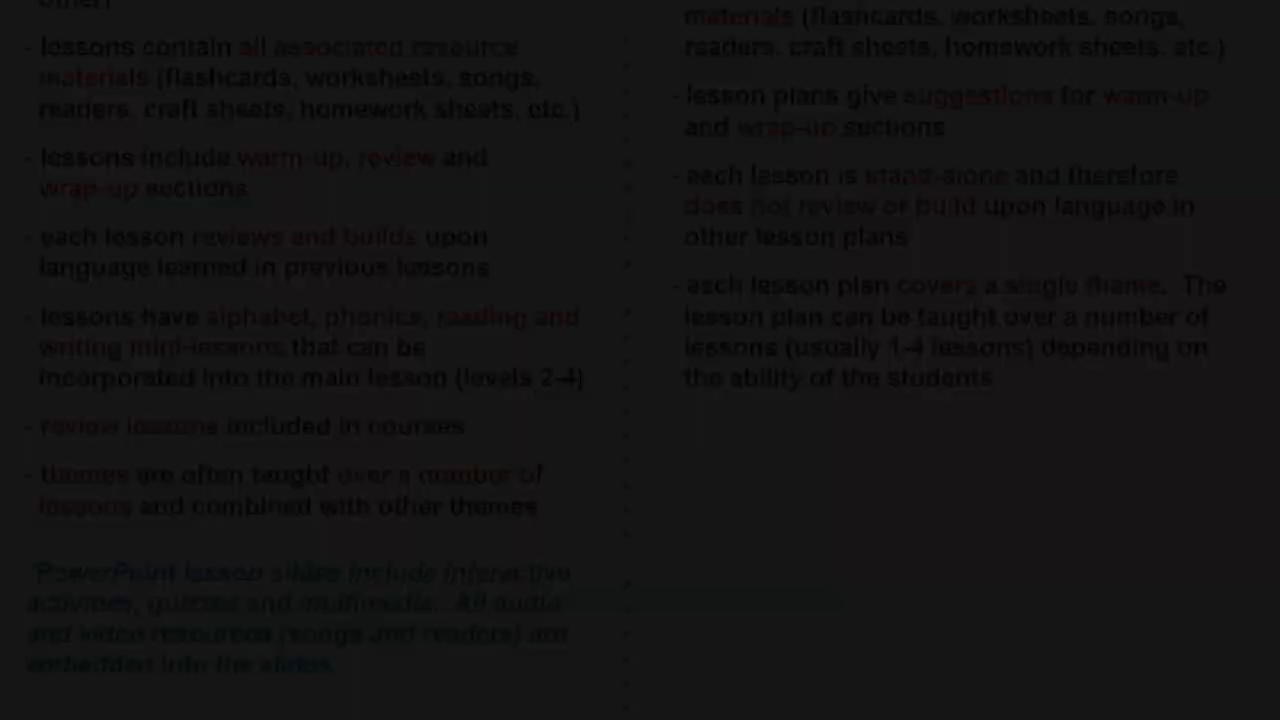 other)
- lessons contain all associated resource
materials (flashcards, worksheets, songs,
readers, craft sheets, homework sheets, etc.)
- lessons include warm-up, review and
wrap-up sections
- each lesson reviews and builds upon
language learned in previous lessons
- lessons have alphabet, phonics, reading and
writing mini-lessons that can be
incorporated into the main lesson (levels 2-4)
- review lessons included in courses
- themes are often taught over a number of
lessons and combined with other themes
*PowerPoint lesson slides include interactive
activities, quizzes and multimedia. All audio
and video resources (songs and readers) are
embedded into the slides.
materials (flashcards, worksheets, songs,
readers, craft sheets, homework sheets, etc.)
- lesson plans give suggestions for warm-up
and wrap-up sections
- each lesson is stand-alone and therefore
does not review or build upon language in
other lesson plans
- each lesson plan covers a single theme. The
lesson plan can be taught over a number of
lessons (usually 1-4 lessons) depending on
the ability of the students